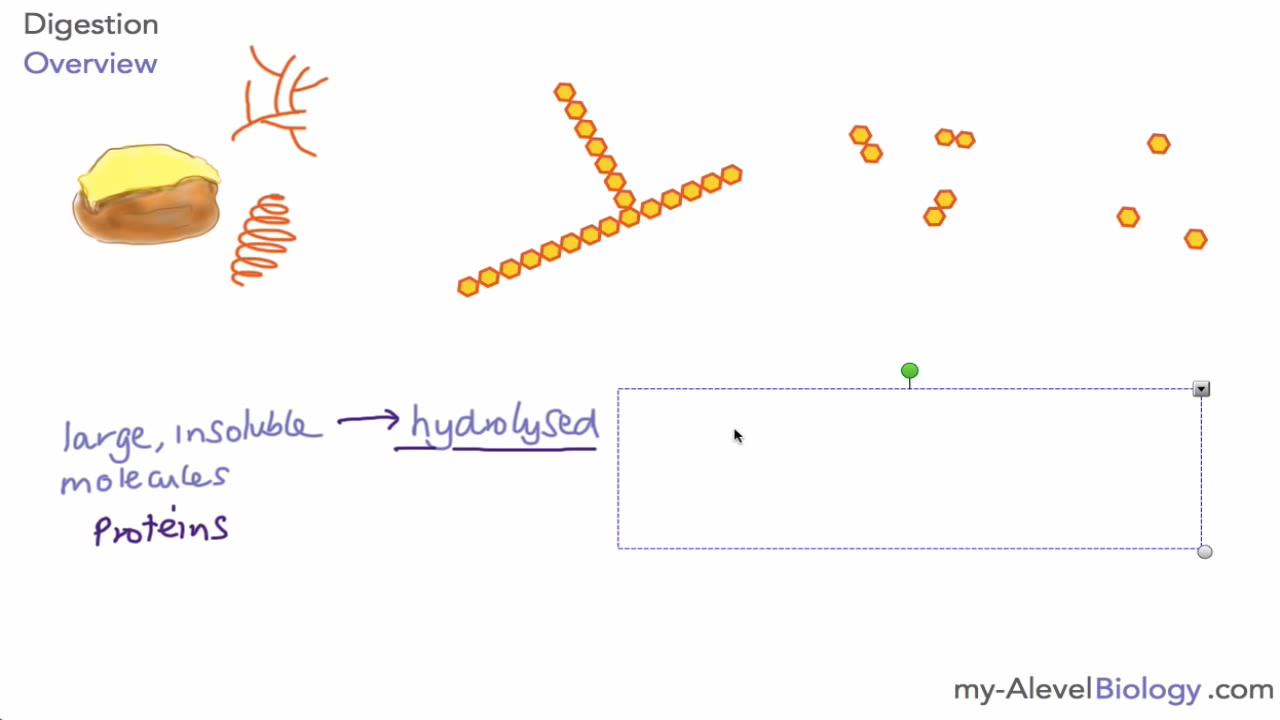 Digestion
Overview
large, insoluble → hydrolysed
molecules
Proteins
my-AlevelBiology.com